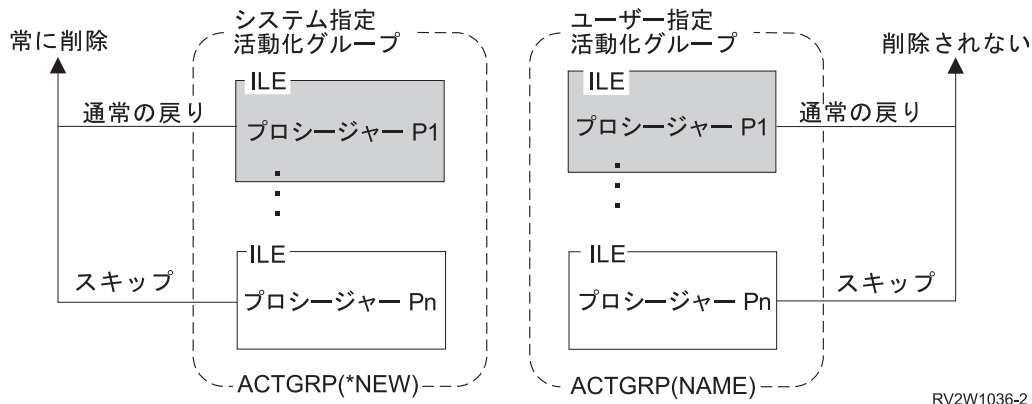 システム指定
活動化グループ
ユーザー指定
活動化グループ
常に削除
削除されない
ILE
プロシージャー P1
通常の戻り
ILE
プロシージャー P1
通常の戻り
ILE
プロシージャー Pn
スキップ
ILE
プロシージャー Pn
スキップ
ACTGRP(*NEW)
ACTGRP(NAME)
RV2W1036-2